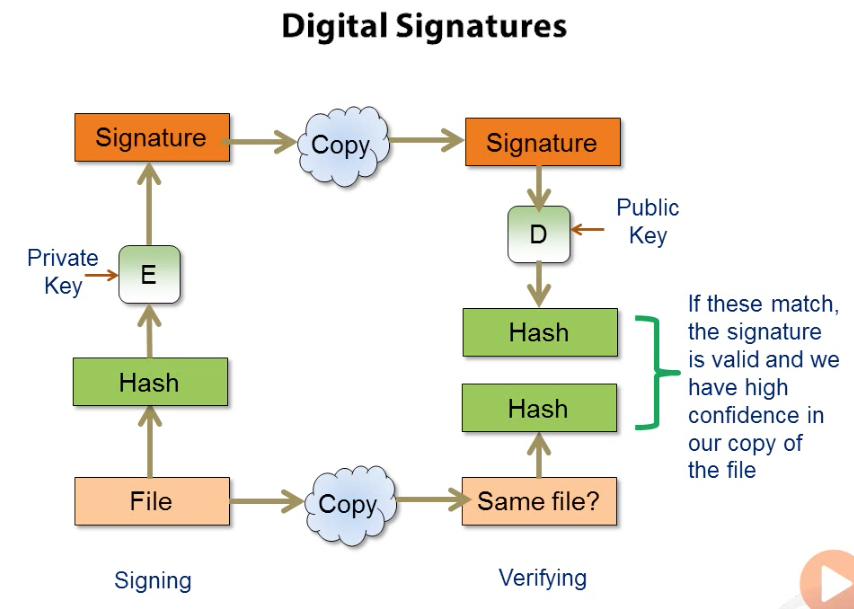 Digital Signatures
Signature
Copy
Signature
Private
Key
E
D
Public
Key
Hash
Hash
Hash
If these match,
the signature
is valid and we
have high
confidence in
our copy of
the file
File
Copy
Same file?
Signing
Verifying